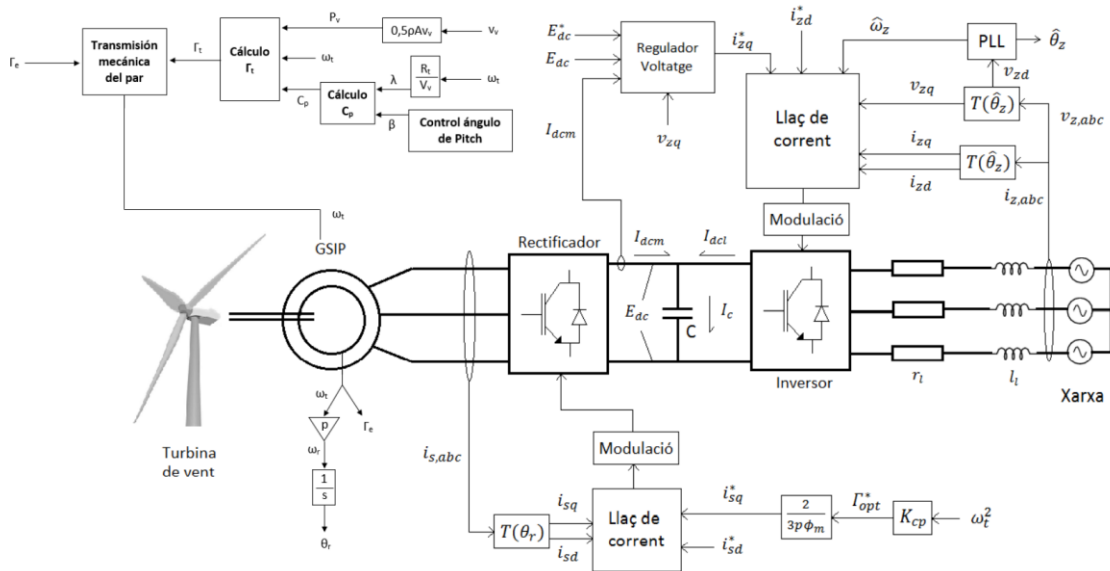 Γₑ
Transmisión
mecánica
del par
Γₜ
Cálculo
Γₜ
Pᵥ
0,5ρAvᵥ
vᵥ
ωₜ
Cₚ
Cálculo
Cₚ
λ
Rₜ
Vᵥ
ωₜ
β
Control ángulo
de Pitch
E*dc
Edc
Idcm
Regulador
Voltatge
vzq
i*zq
i*zd
ω̂z
PLL
θ̂z
vzd
vzq
T(θ̂z)
vz,abc
Llaç de
corrent
izq
izd
T(θ̂z)
iz,abc
Modulació
ωₜ
GSIP
Rectificador
Idcm
Idcl
Edc
C
Ic
Inversor
rl
ll
Xarxa
Turbina
de vent
ωₜ
Γₑ
p
ωᵣ
1
s
θᵣ
is,abc
Modulació
T(θr)
isq
isd
Llaç de
corrent
i*sq
i*sd
2
3pϕm
Γ*opt
Kcp
ωₜ²